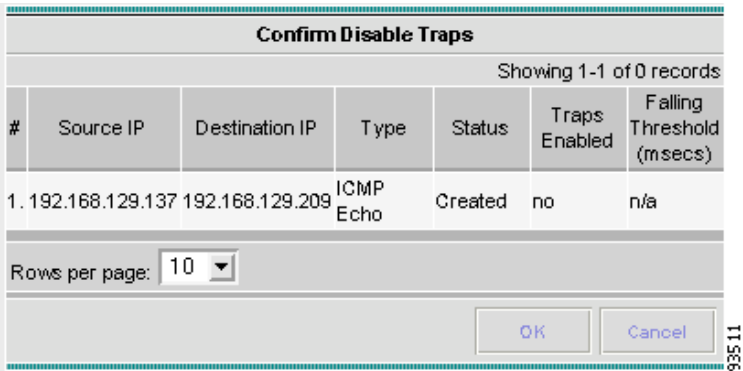 Confirm Disable Traps
Showing 1-1 of 0 records
# Source IP Destination IP Type Status Traps Enabled Falling Threshold (msecs)
1. 192.168.129.137 192.168.129.209 ICMP Echo Created no n/a
Rows per page: 10
OK Cancel
93511